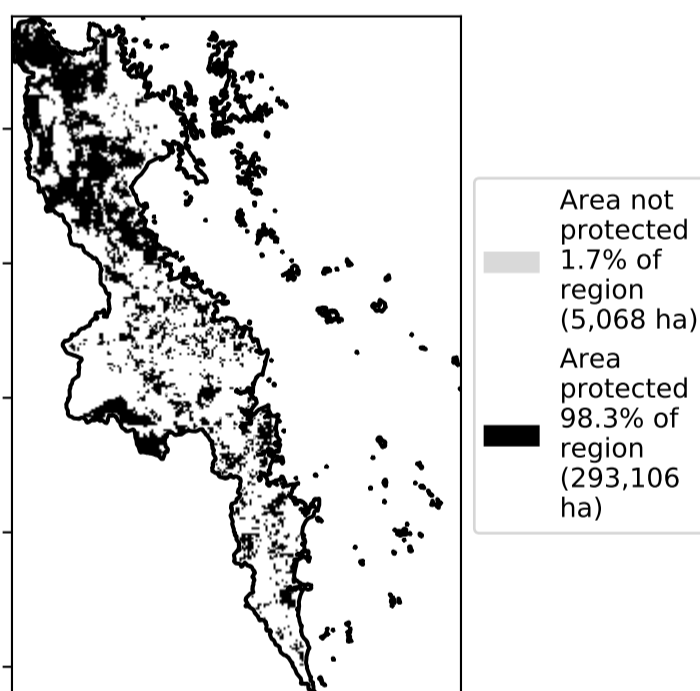 Area not
protected
1.7% of
region
(5,068 ha)
Area
protected
98.3% of
region
(293,106
ha)